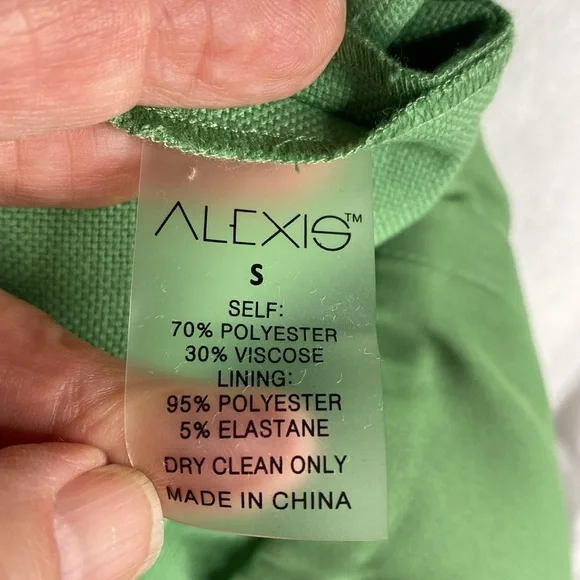 ALEXIS™
S
SELF:
70% POLYESTER
30% VISCOSE
LINING:
95% POLYESTER
5% ELASTANE
DRY CLEAN ONLY
MADE IN CHINA